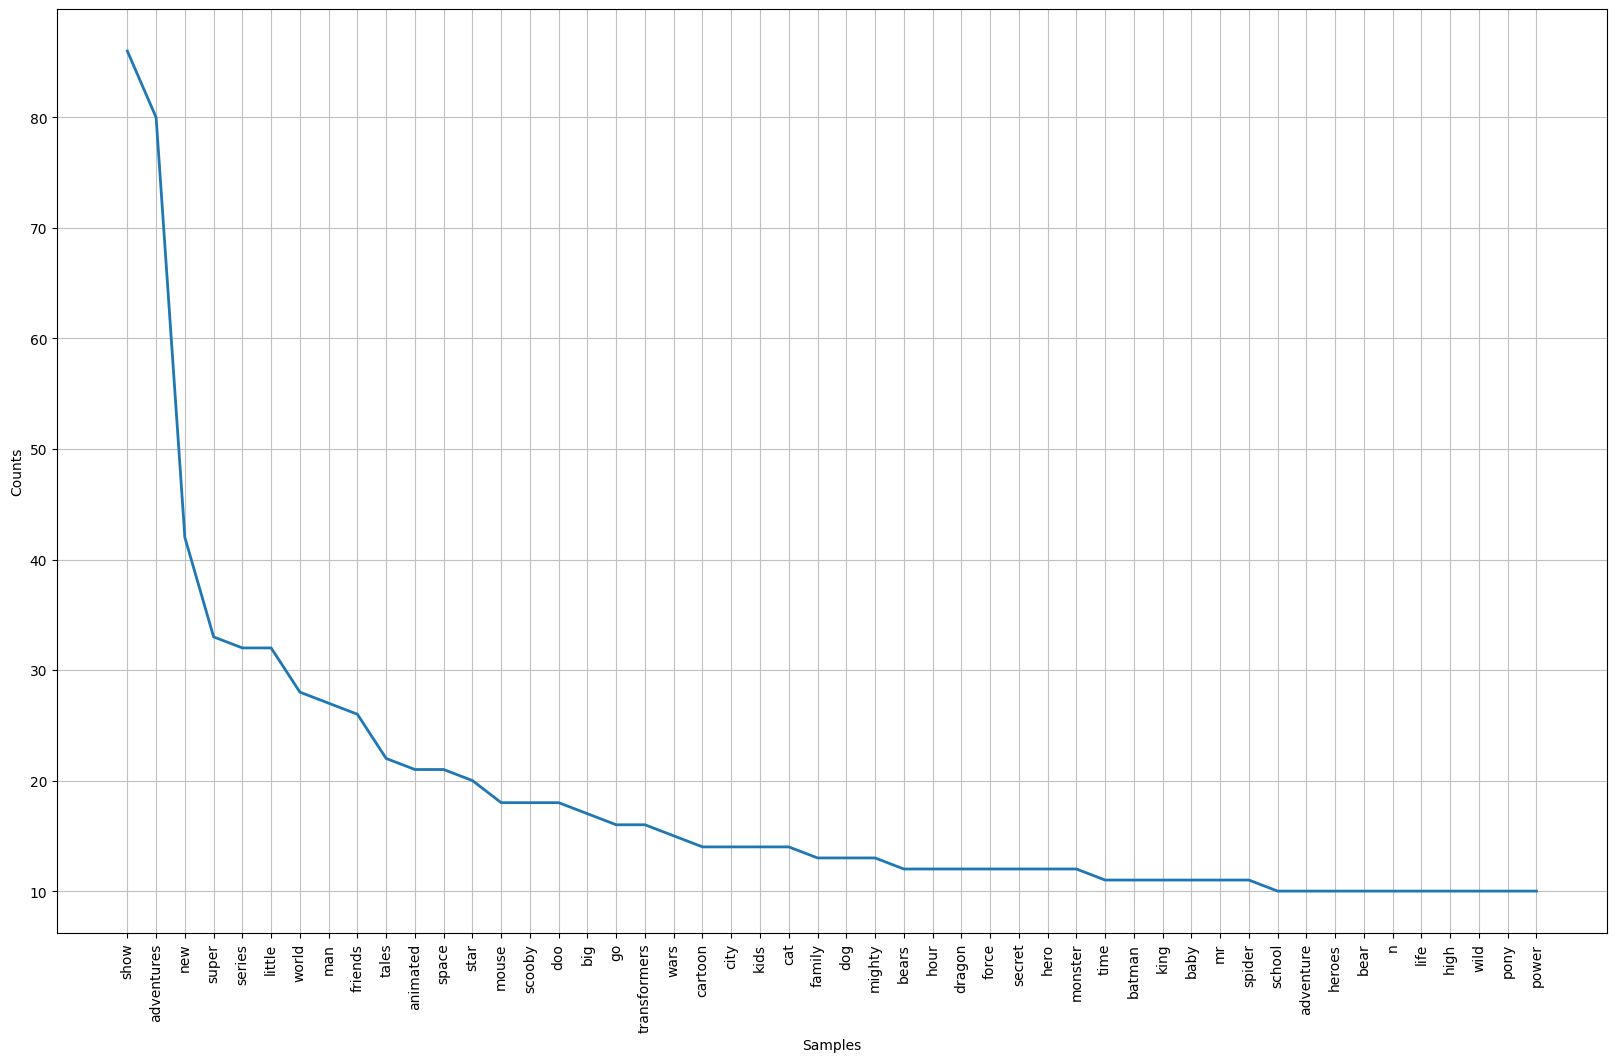 80
70
60
50
40
30
20
10
Counts
show
adventures
new
super
series
little
world
man
friends
tales
animated
space
star
mouse
scooby
doo
big
go
transformers
wars
cartoon
city
kids
cat
family
dog
mighty
bears
hour
dragon
force
secret
hero
monster
time
batman
king
baby
mr
spider
school
adventure
heroes
bear
n
life
high
wild
pony
power
Samples